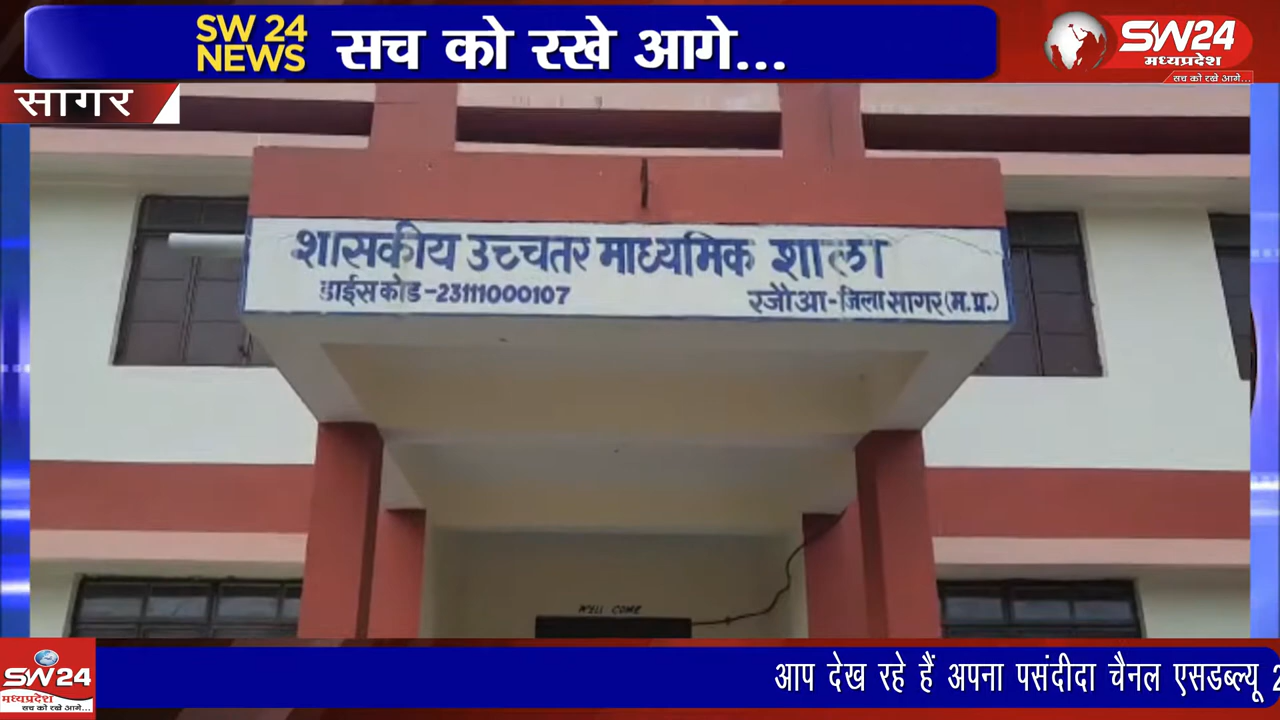 SW 24
NEWS
सच को रखे आगे...
SW24
मध्यप्रदेश
सच को रखे आगे...
सागर
शासकीय उच्चतर माध्यमिक शाला
डाईस कोड-23111000107
रजौआ-जिला सागर (म.प्र.)
WELL COME
SW24
मध्यप्रदेश
सच को रखे आगे...
आप देख रहे हैं अपना पसंदीदा चैनल एसडब्ल्यू 2